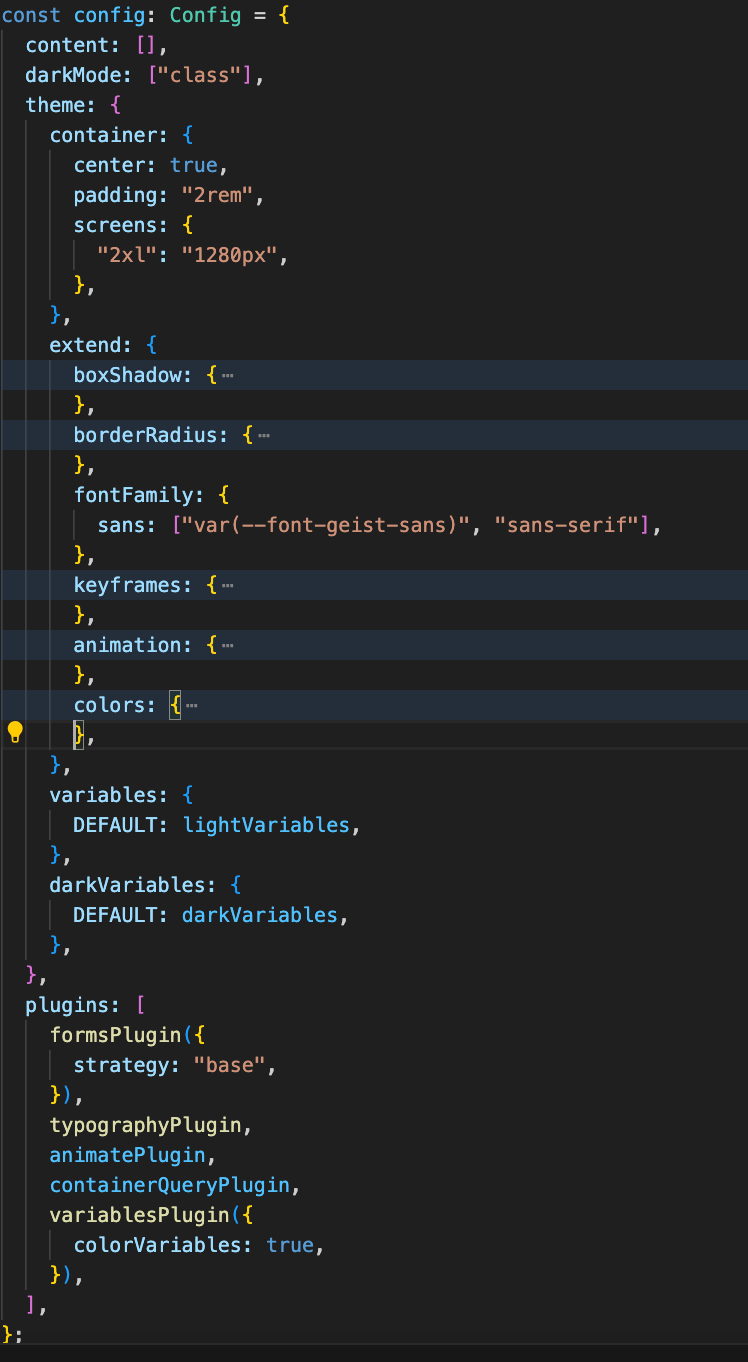 const config: Config = {
  content: [],
  darkMode: ["class"],
  theme: {
    container: {
      center: true,
      padding: "2rem",
      screens: {
        "2xl": "1280px",
      },
    },
    extend: {
      boxShadow: {⋯
      },
      borderRadius: {⋯
      },
      fontFamily: {
        sans: ["var(--font-geist-sans)", "sans-serif"],
      },
      keyframes: {⋯
      },
      animation: {⋯
      },
      colors: {⋯
      },
    },
    variables: {
      DEFAULT: lightVariables,
    },
    darkVariables: {
      DEFAULT: darkVariables,
    },
  },
  plugins: [
    formsPlugin({
      strategy: "base",
    }),
    typographyPlugin,
    animatePlugin,
    containerQueryPlugin,
    variablesPlugin({
      colorVariables: true,
    }),
  ],
};